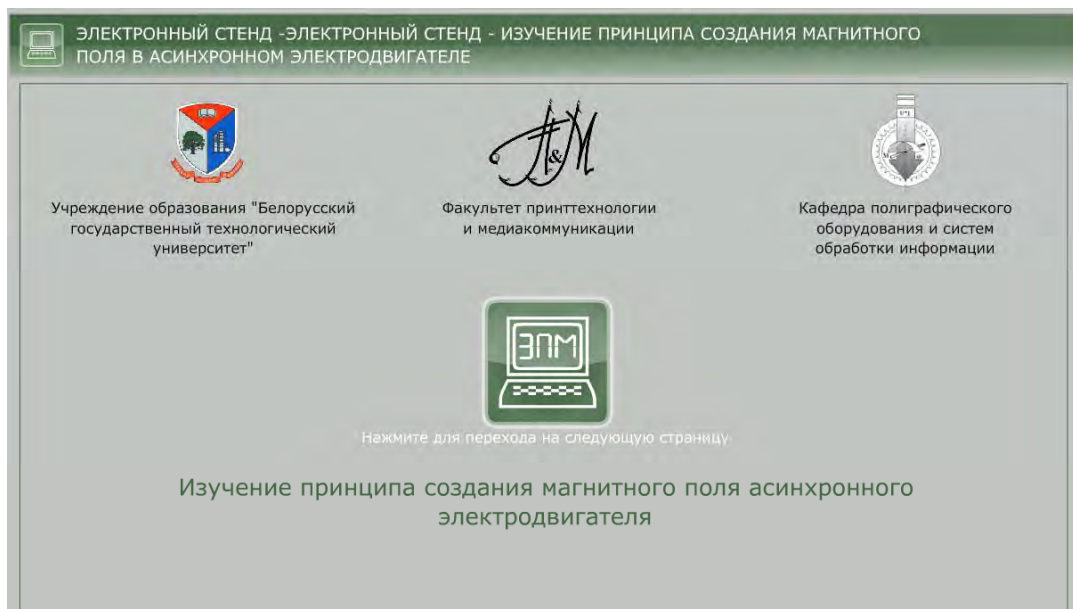 ЭЛЕКТРОННЫЙ СТЕНД -ЭЛЕКТРОННЫЙ СТЕНД - ИЗУЧЕНИЕ ПРИНЦИПА СОЗДАНИЯ МАГНИТНОГО
ПОЛЯ В АСИНХРОННОМ ЭЛЕКТРОДВИГАТЕЛЕ
П&М
Учреждение образования "Белорусский
государственный технологический
университет"
Факультет принттехнологии
и медиакоммуникации
Кафедра полиграфического
оборудования и систем
обработки информации
ЭПМ
Нажмите для перехода на следующую страницу
Изучение принципа создания магнитного поля асинхронного
электродвигателя